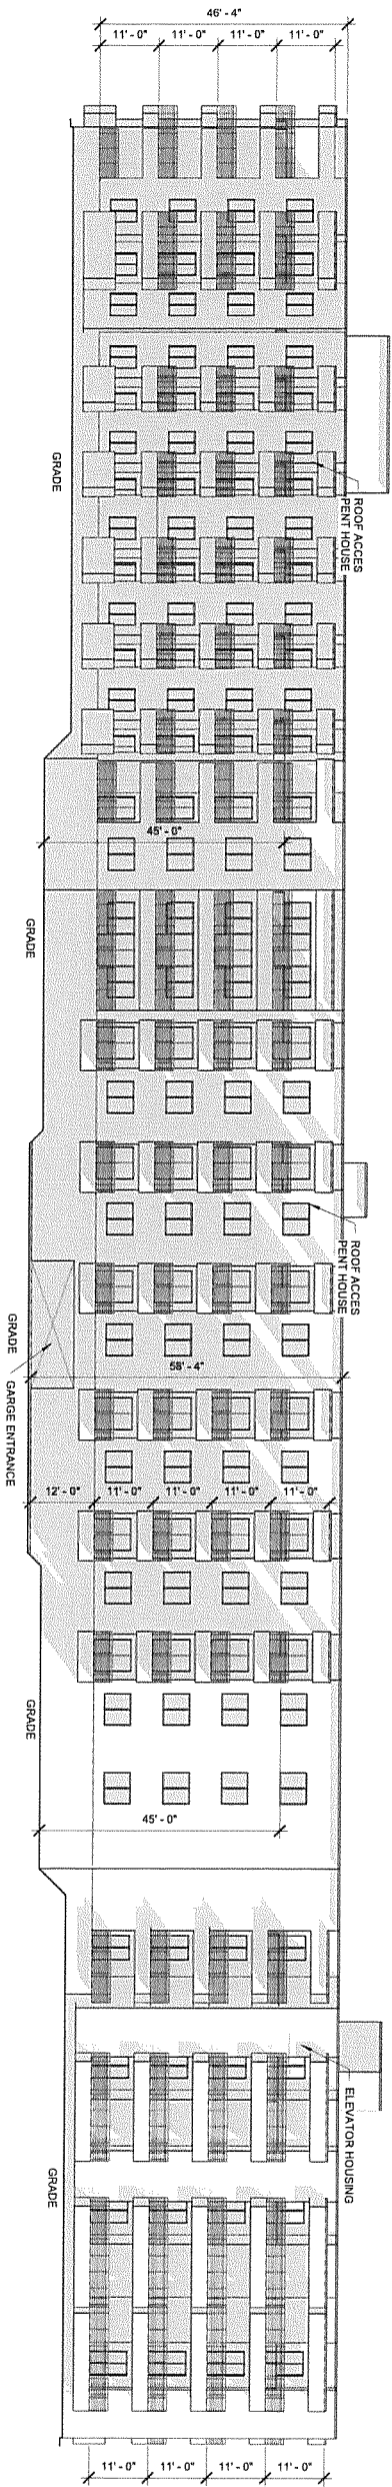 46' - 4"
11' - 0"
11' - 0"
11' - 0"
11' - 0"
GRADE
ROOF ACCES
PENT HOUSE
45' - 0"
GRADE
ROOF ACCES
PENT HOUSE
GRADE
GARGE ENTRANCE
58' - 4"
12' - 0"
11' - 0"
11' - 0"
11' - 0"
11' - 0"
GRADE
45' - 0"
ELEVATOR HOUSING
GRADE
11' - 0"
11' - 0"
11' - 0"
11' - 0"